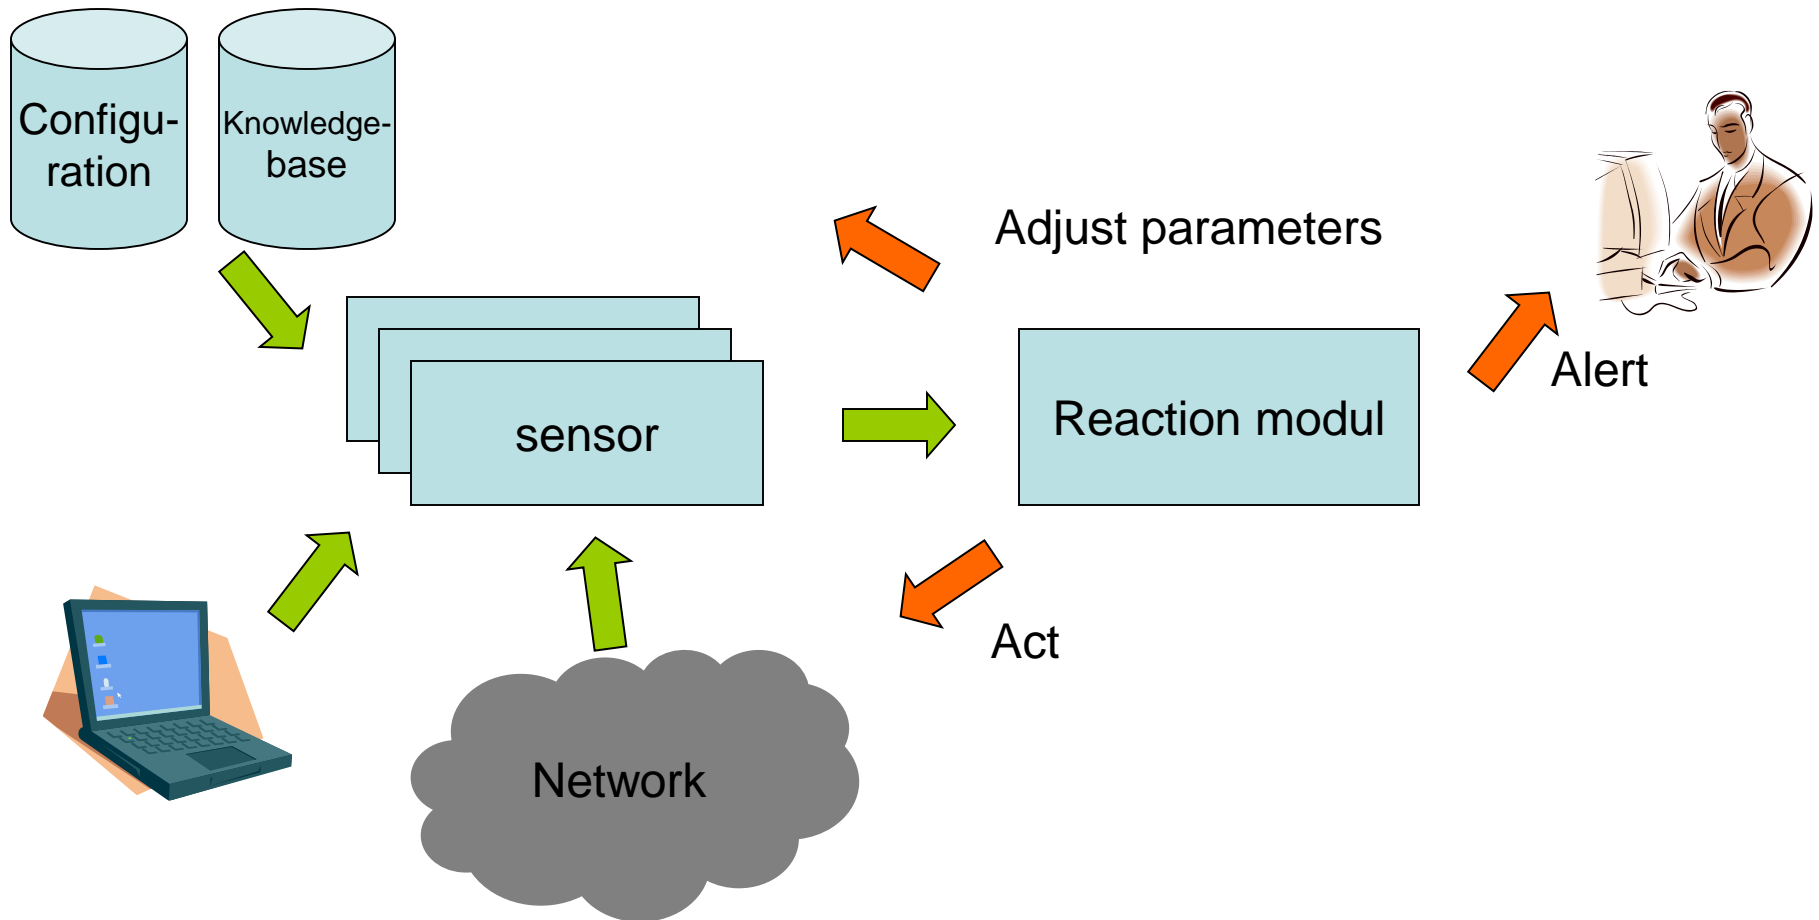 Configu-
ration
Knowledge-
base
Adjust parameters
Alert
sensor
Reaction modul
Act
Network